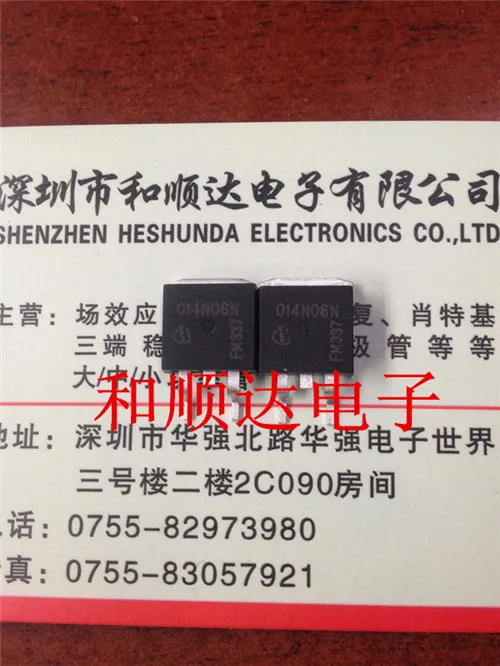 深圳市和顺达电子有限公司
SHENZHEN HESHUNDA ELECTRONICS CO.,LTD
014N06N
FM337
014N06N
FM337
主营: 场效应 复、肖特基
三端稳 极管等等
大/中/小
和顺达电子
地址: 深圳市华强北路华强电子世界
三号楼二楼2C090房间
电话: 0755-82973980
传真: 0755-83057921